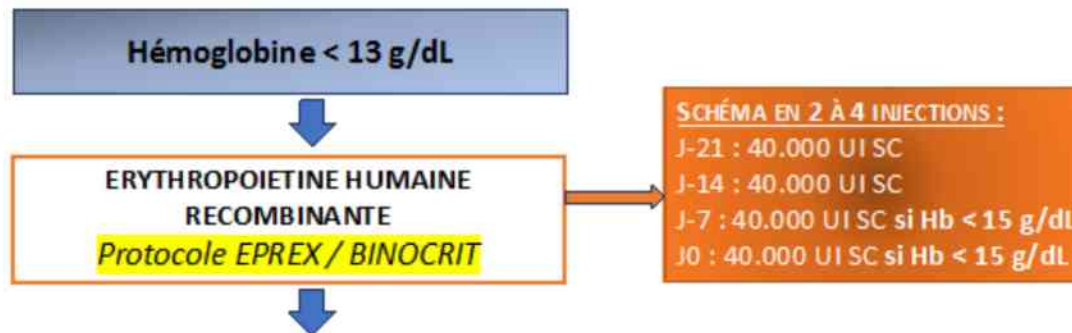 Hémoglobine < 13 g/dL
ERYTHROPOIETINE HUMAINE
RECOMBINANTE
Protocole EPREX / BINOCRIT
SCHÉMA EN 2 À 4 INJECTIONS :
J-21 : 40.000 UI SC
J-14 : 40.000 UI SC
J-7 : 40.000 UI SC si Hb < 15 g/dL
J0 : 40.000 UI SC si Hb < 15 g/dL